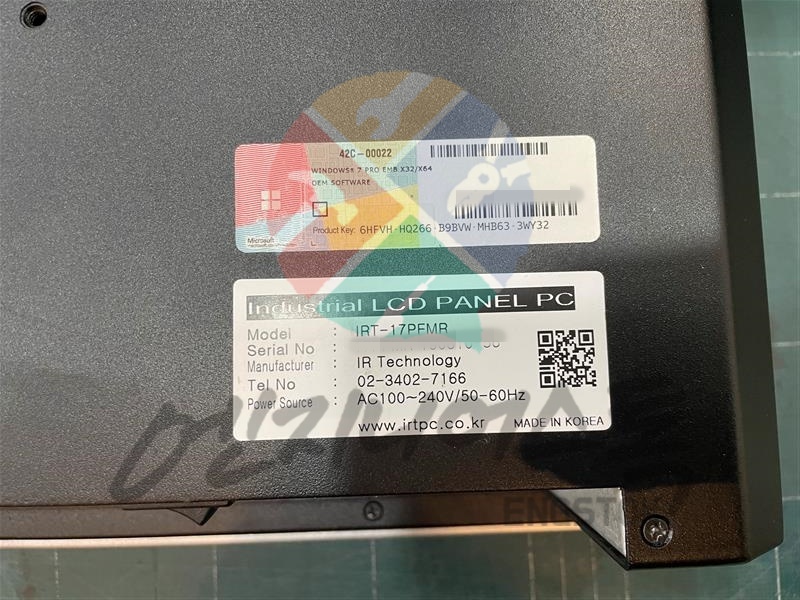 42C-00022
WINDOWS® 7 PRO EMB X32/X64
OEM SOFTWARE
Microsoft
Product Key: 6HFVH-HQ266-B9BVW-MHB63-3WY32
Industrial LCD PANEL PC
Model : IRT-17PFMR
Serial No :
Manufacturer : IR Technology
Tel No : 02-3402-7166
Power Source : AC100~240V/50-60Hz
www.irtpc.co.kr MADE IN KOREA